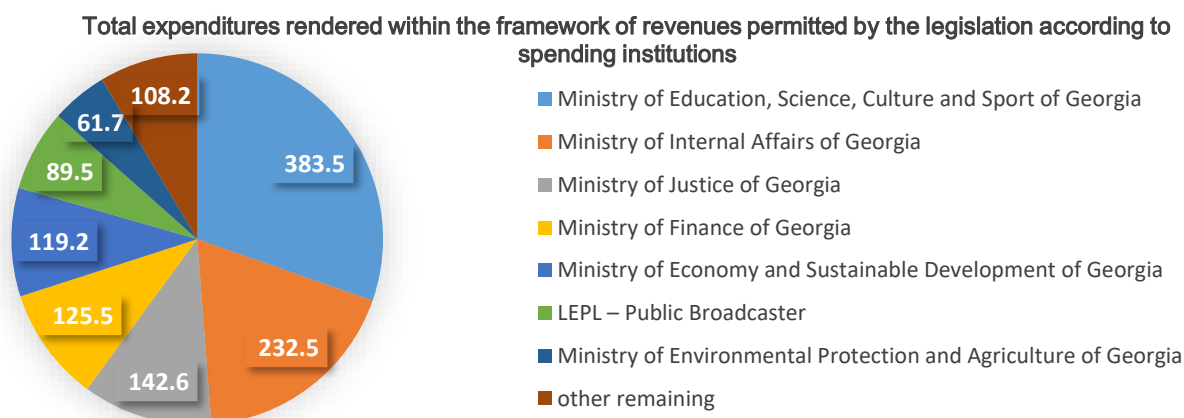 Total expenditures rendered within the framework of revenues permitted by the legislation according to
spending institutions
108.2
61.7
383.5
89.5
119.2
125.5
232.5
142.6
Ministry of Education, Science, Culture and Sport of Georgia
Ministry of Internal Affairs of Georgia
Ministry of Justice of Georgia
Ministry of Finance of Georgia
Ministry of Economy and Sustainable Development of Georgia
LEPL – Public Broadcaster
Ministry of Environmental Protection and Agriculture of Georgia
other remaining